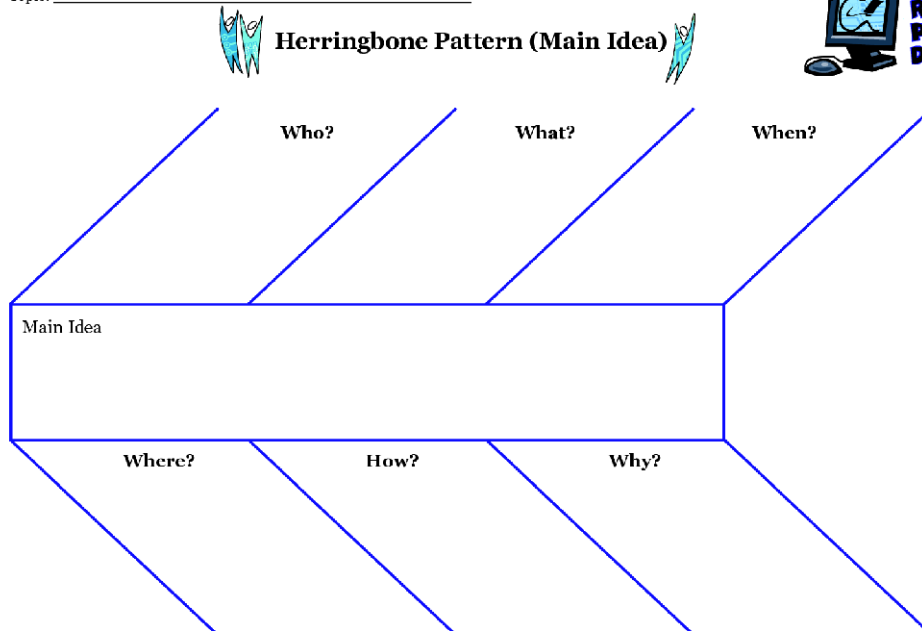 Herringbone Pattern (Main Idea)
R
P
D
Who? What? When?
Main Idea
Where? How? Why?